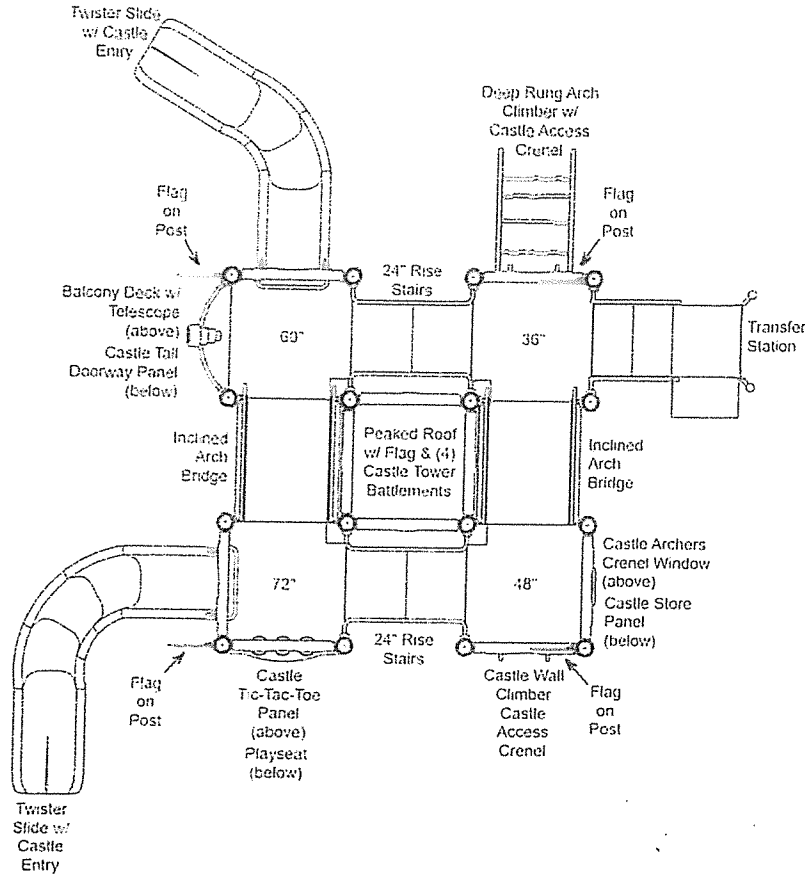 Twister Slide
w/ Castle
Entry
Deep Rung Arch
Climber w/
Castle Access
Crenel
Flag
on
Post
Flag
on
Post
24" Rise
Stairs
Balcony Deck w/
Telescope
(above)
Castle Tall
Doorway Panel
(below)
60"
36"
Transfer
Station
Inclined
Arch
Bridge
Peaked Roof
w/ Flag & (4)
Castle Tower
Battlements
Inclined
Arch
Bridge
72"
48"
Castle Archers
Crenel Window
(above)
Castle Store
Panel
(below)
24" Rise
Stairs
Flag
on
Post
Castle
Tic-Tac-Toe
Panel
(above)
Playseat
(below)
Castle Wall
Climber
Castle
Access
Crenel
Flag
on
Post
Twister
Slide w/
Castle
Entry